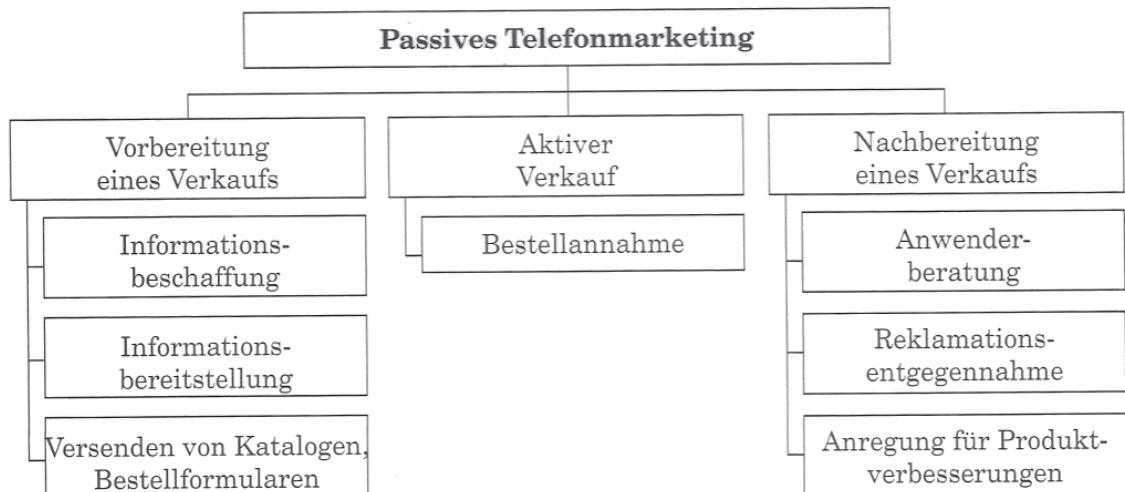 Passives Telefonmarketing
Vorbereitung
eines Verkaufs
Informations-
beschaffung
Informations-
bereitstellung
Versenden von Katalogen,
Bestellformularen
Aktiver
Verkauf
Bestellannahme
Nachbereitung
eines Verkaufs
Anwender-
beratung
Reklamations-
entgegennahme
Anregung für Produkt-
verbesserungen